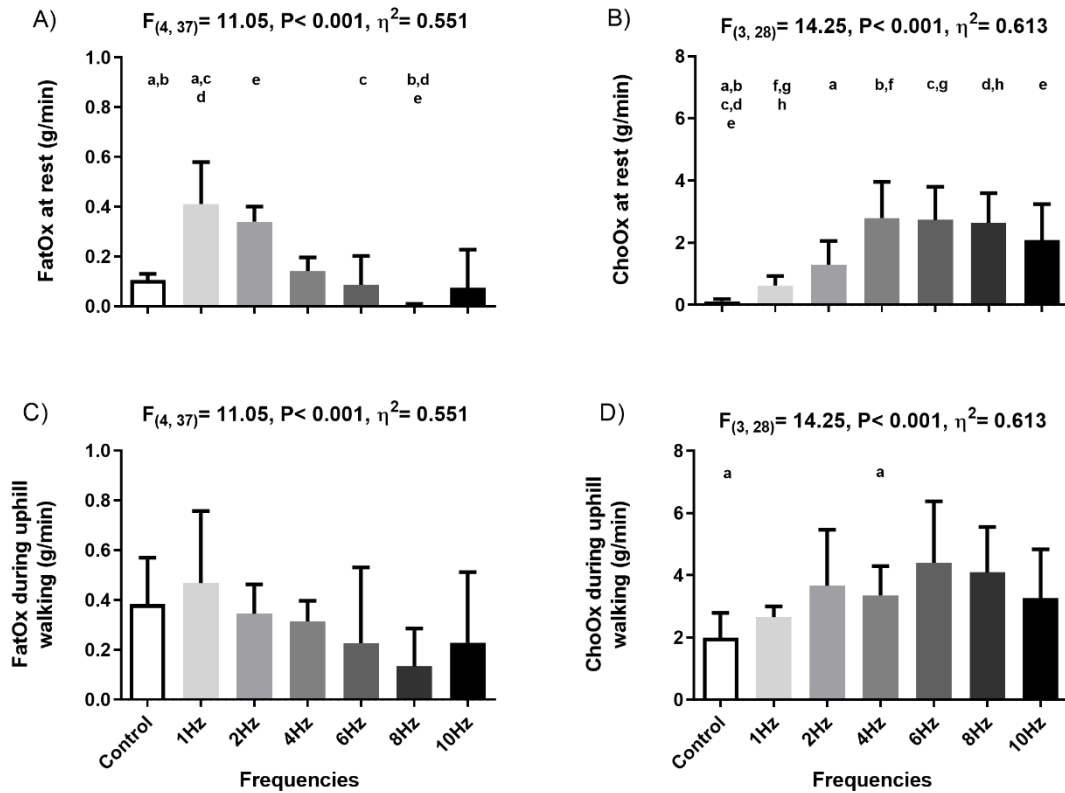 A)
F(4, 37)= 11.05, P< 0.001, η2= 0.551
FatOx at rest (g/min)
1.0
0.8
0.6
0.4
0.2
0.0
a,b
a,c
d
e
c
b,d
e
B)
F(3, 28)= 14.25, P< 0.001, η2= 0.613
ChoOx at rest (g/min)
8
6
4
2
0
a,b
c,d
e
f,g
h
a
b,f
c,g
d,h
e
C)
F(4, 37)= 11.05, P< 0.001, η2= 0.551
FatOx during uphill
walking (g/min)
1.0
0.8
0.6
0.4
0.2
0.0
Control
1Hz
2Hz
4Hz
6Hz
8Hz
10Hz
Frequencies
D)
F(3, 28)= 14.25, P< 0.001, η2= 0.613
ChoOx during uphill
walking (g/min)
8
6
4
2
0
a
a
Control
1Hz
2Hz
4Hz
6Hz
8Hz
10Hz
Frequencies